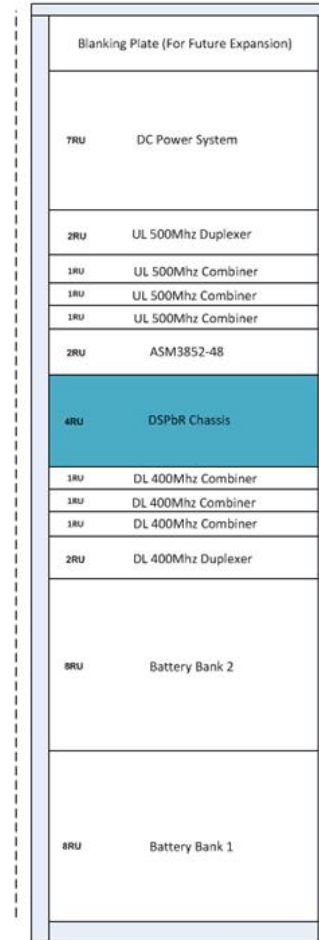 Blanking Plate (For Future Expansion)
7RU DC Power System
2RU UL 500Mhz Duplexer
1RU UL 500Mhz Combiner
1RU UL 500Mhz Combiner
1RU UL 500Mhz Combiner
2RU ASM3852-48
4RU DSPbR Chassis
1RU DL 400Mhz Combiner
1RU DL 400Mhz Combiner
1RU DL 400Mhz Combiner
2RU DL 400Mhz Duplexer
8RU Battery Bank 2
8RU Battery Bank 1